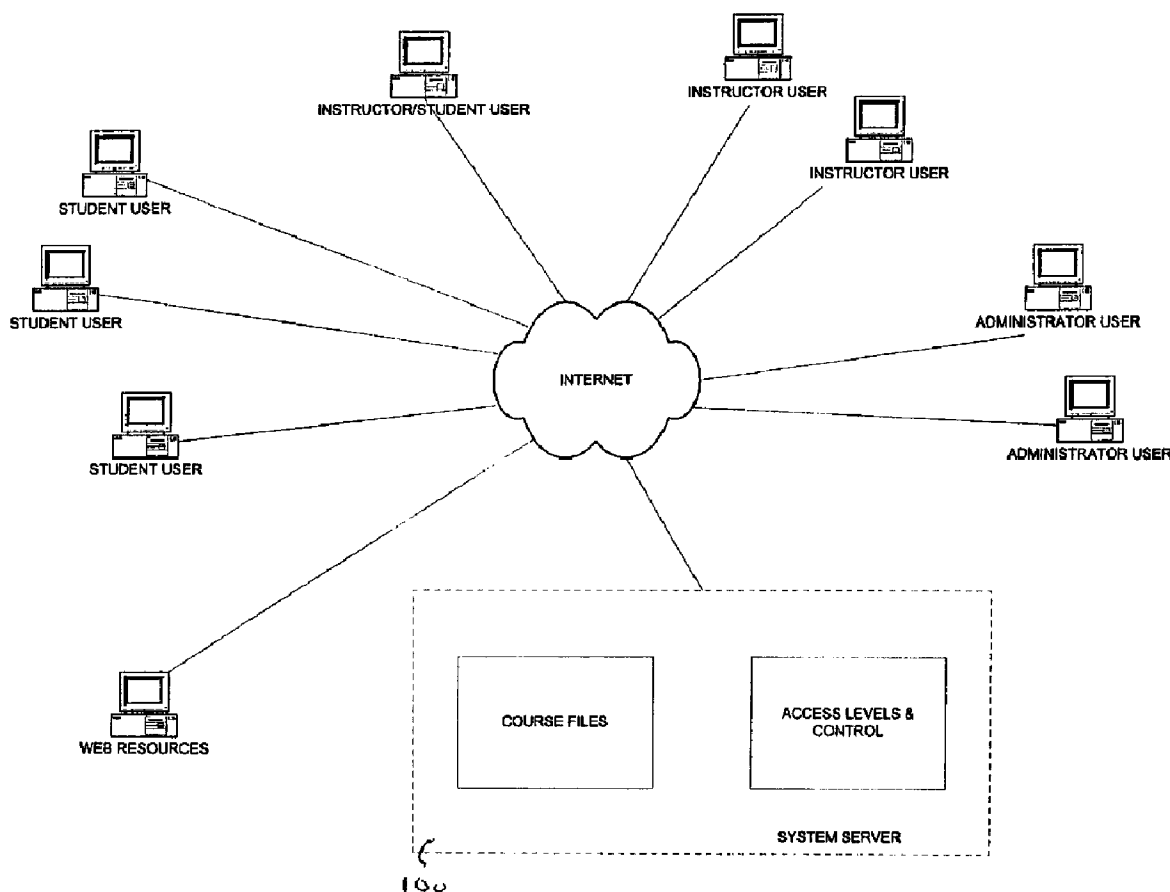 INSTRUCTOR/STUDENT USER
INSTRUCTOR USER
INSTRUCTOR USER
STUDENT USER
STUDENT USER
ADMINISTRATOR USER
INTERNET
STUDENT USER
ADMINISTRATOR USER
WEB RESOURCES
COURSE FILES
ACCESS LEVELS &
CONTROL
SYSTEM SERVER
100